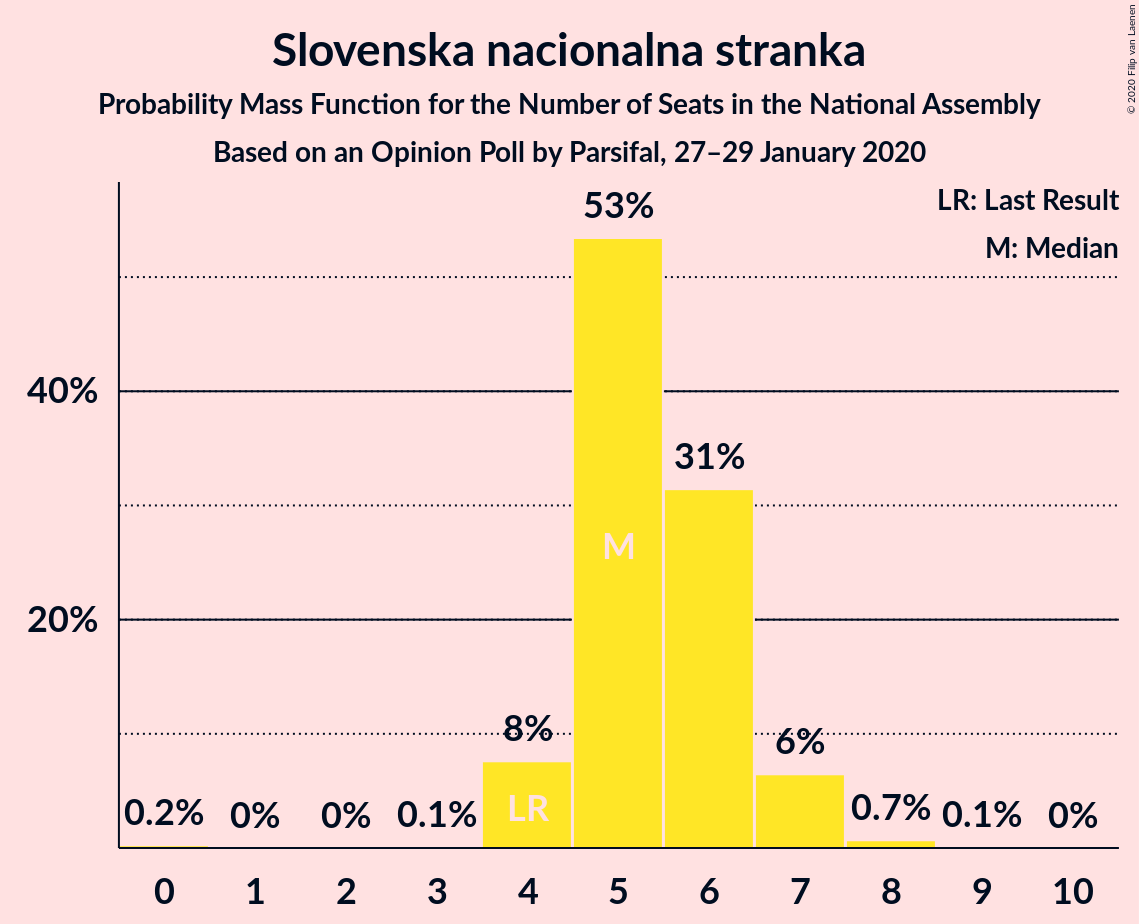 Slovenska nacionalna stranka
Probability Mass Function for the Number of Seats in the National Assembly
Based on an Opinion Poll by Parsifal, 27–29 January 2020
© 2020 Filip van Laenen
LR: Last Result
M: Median
53%
40%
31%
M
20%
8%
6%
LR
0.2%
0%
0%
0.1%
0.7%
0.1%
0%
0 1 2 3 4 5 6 7 8 9 10